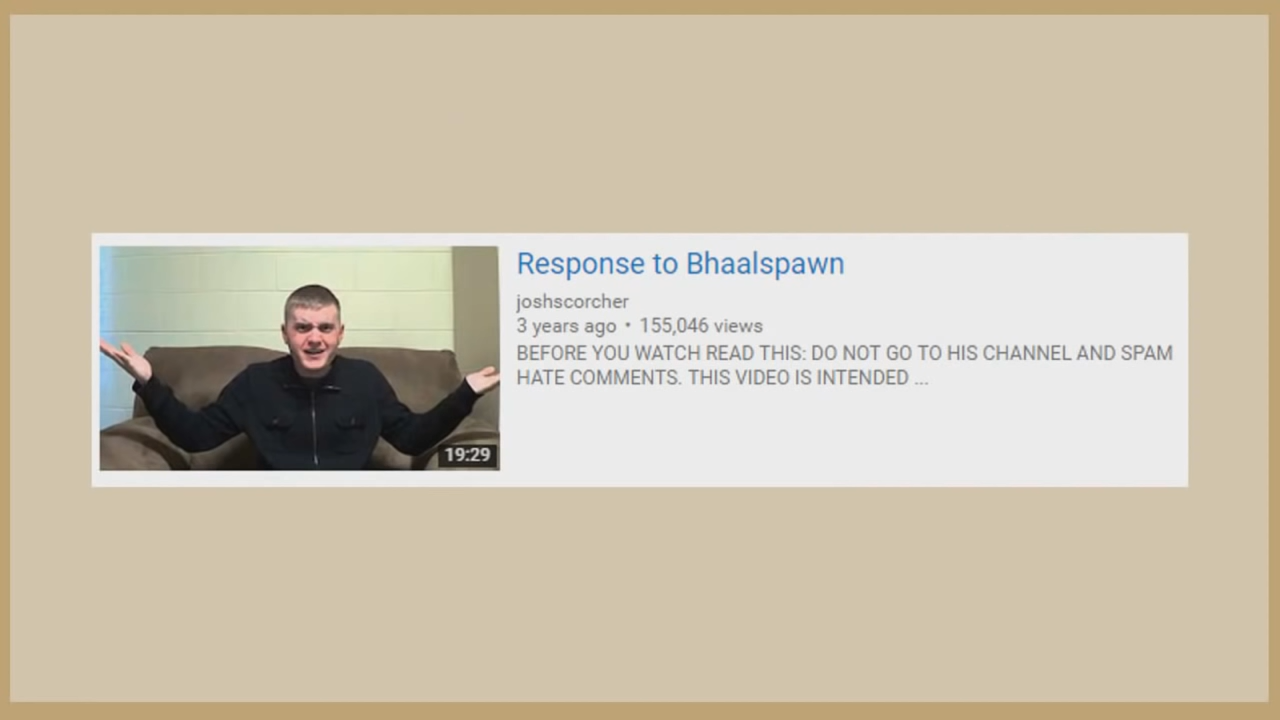 Response to Bhaalspawn
joshscorcher
3 years ago • 155,046 views
BEFORE YOU WATCH READ THIS: DO NOT GO TO HIS CHANNEL AND SPAM
HATE COMMENTS. THIS VIDEO IS INTENDED ...
19:29